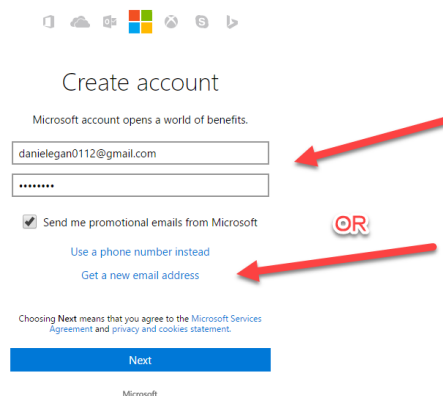 Create account
Microsoft account opens a world of benefits.
danielegan0112@gmail.com
••••••••
Send me promotional emails from Microsoft
OR
Use a phone number instead
Get a new email address
Choosing Next means that you agree to the Microsoft Services
Agreement and privacy and cookies statement.
Next
Microsoft